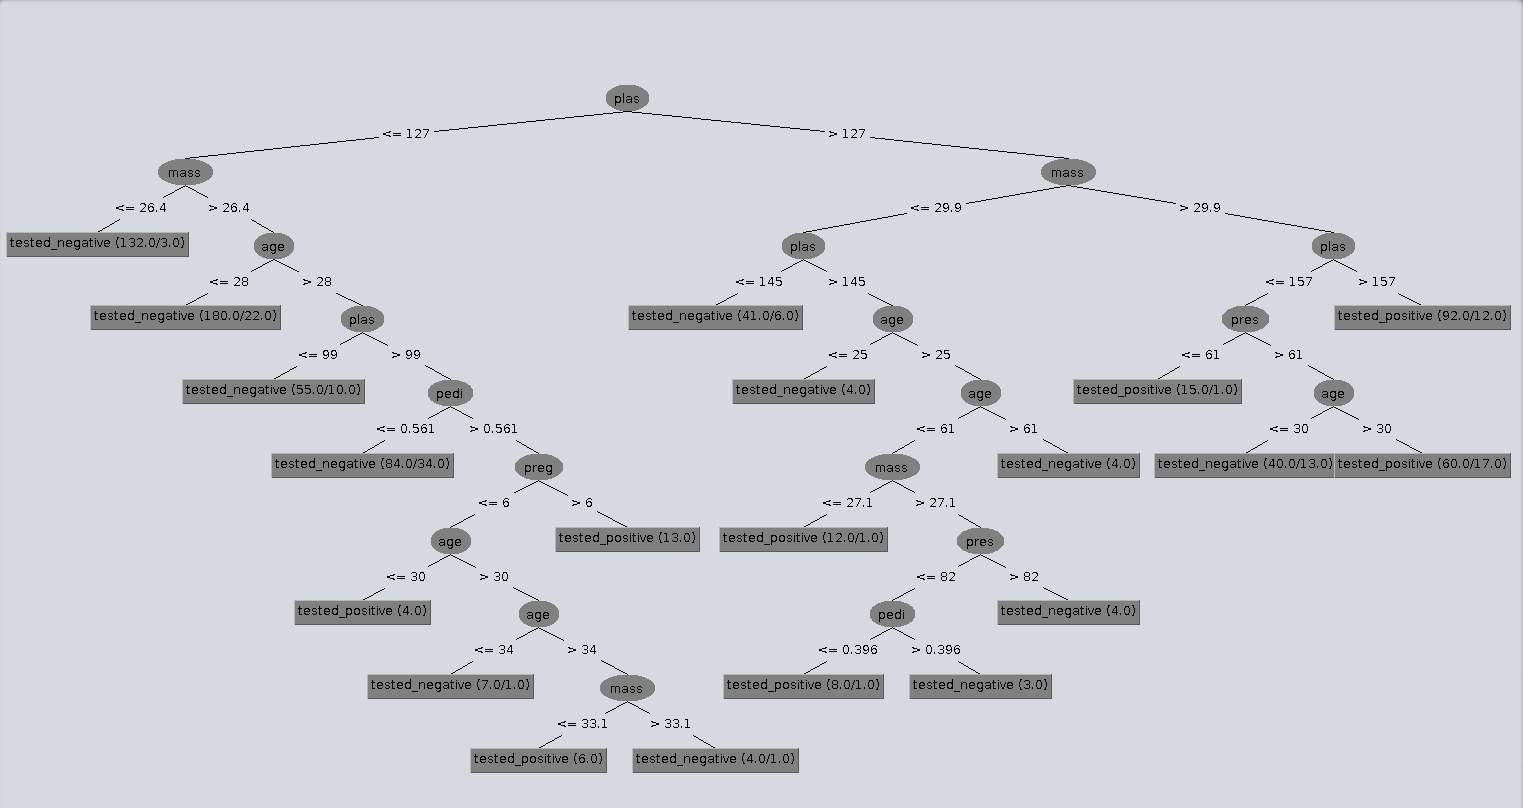 plas
<= 127
> 127
mass
mass
<= 26.4
> 26.4
<= 29.9
> 29.9
tested_negative (132.0/3.0)
age
plas
plas
<= 28
> 28
<= 145
> 145
<= 157
> 157
tested_negative (180.0/22.0)
plas
tested_negative (41.0/6.0)
age
pres
tested_positive (92.0/12.0)
<= 99
> 99
<= 25
> 25
<= 61
> 61
tested_negative (55.0/10.0)
pedi
tested_negative (4.0)
age
tested_positive (15.0/1.0)
age
<= 0.561
> 0.561
<= 61
> 61
<= 30
> 30
tested_negative (84.0/34.0)
preg
mass
tested_negative (4.0)
tested_negative (40.0/13.0)
tested_positive (60.0/17.0)
<= 6
> 6
<= 27.1
> 27.1
age
tested_positive (13.0)
tested_positive (12.0/1.0)
pres
<= 30
> 30
<= 82
> 82
tested_positive (4.0)
age
pedi
tested_negative (4.0)
<= 34
> 34
<= 0.396
> 0.396
tested_negative (7.0/1.0)
mass
tested_positive (8.0/1.0)
tested_negative (3.0)
<= 33.1
> 33.1
tested_positive (6.0)
tested_negative (4.0/1.0)